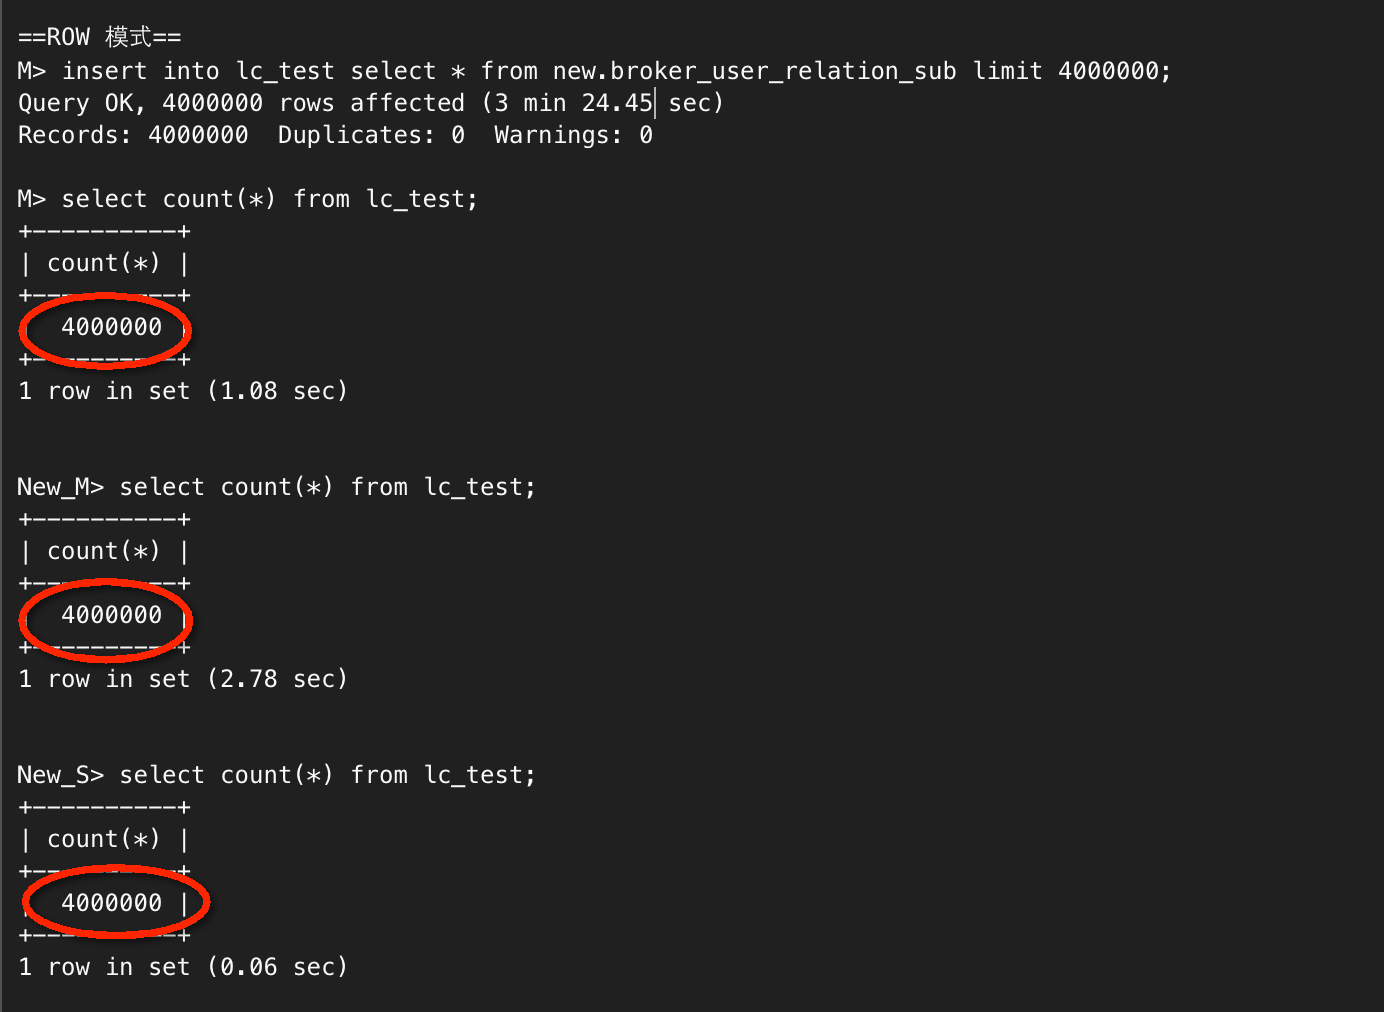 ==ROW 模式==
M> insert into lc_test select * from new.broker_user_relation_sub limit 4000000;
Query OK, 4000000 rows affected (3 min 24.45 sec)
Records: 4000000  Duplicates: 0  Warnings: 0
M> select count(*) from lc_test;
+----------+
| count(*) |
+----------+
|  4000000 |
+----------+
1 row in set (1.08 sec)
New_M> select count(*) from lc_test;
+----------+
| count(*) |
+----------+
|  4000000 |
+----------+
1 row in set (2.78 sec)
New_S> select count(*) from lc_test;
+----------+
| count(*) |
+----------+
|  4000000 |
+----------+
1 row in set (0.06 sec)